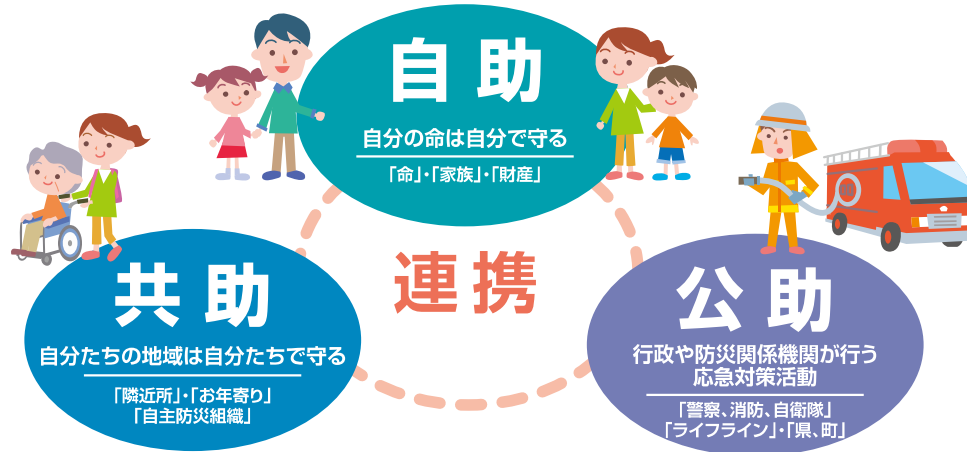 自助
自分の命は自分で守る
「命」・「家族」・「財産」
連携
共助
自分たちの地域は自分たちで守る
「隣近所」・「お年寄り」
「自主防災組織」
公助
行政や防災関係機関が行う
応急対策活動
「警察、消防、自衛隊」
「ライフライン」・「県、町」